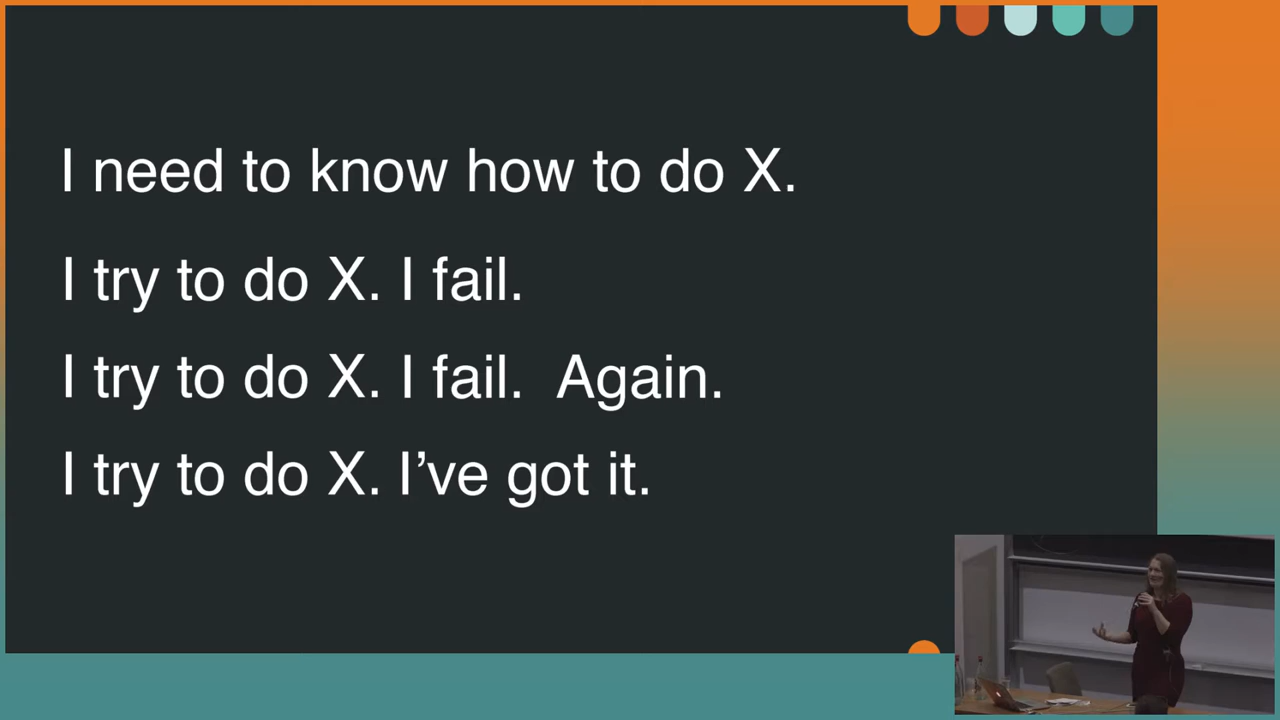 I need to know how to do X.
I try to do X. I fail.
I try to do X. I fail.  Again.
I try to do X. I’ve got it.